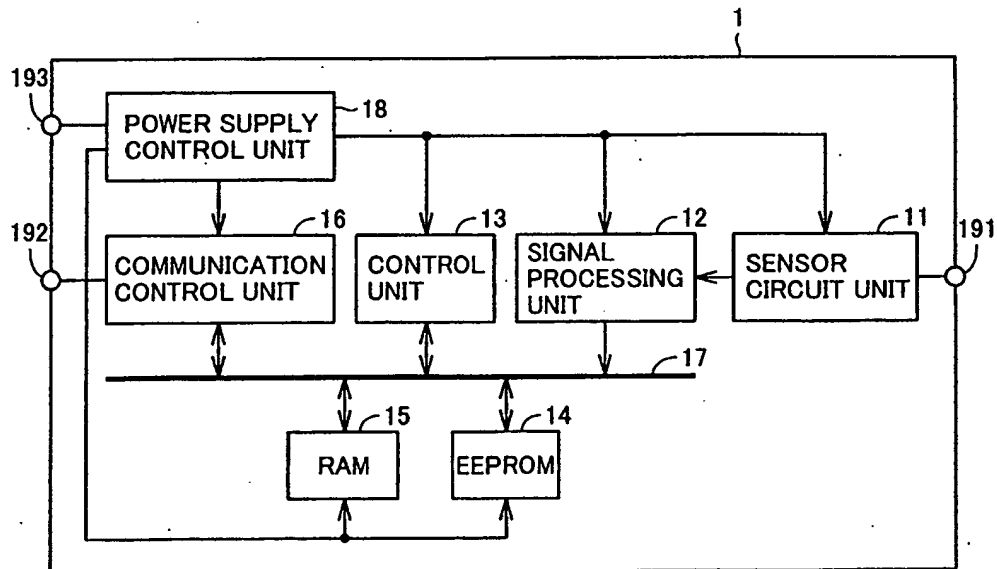 1
193
18
POWER SUPPLY
CONTROL UNIT
192
16
COMMUNICATION
CONTROL UNIT
13
CONTROL
UNIT
12
SIGNAL
PROCESSING
UNIT
11
SENSOR
CIRCUIT UNIT
191
17
15
RAM
14
EEPROM